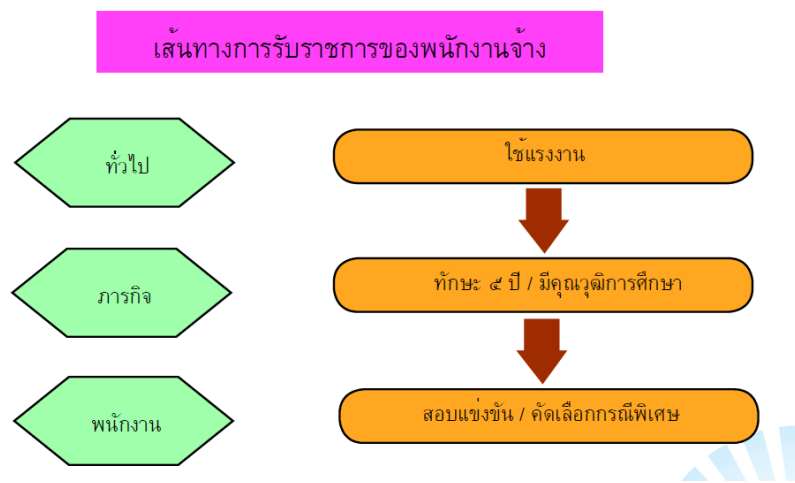 เส้นทางการรับราชการของพนักงานจ้าง
ทั่วไป
ใช้แรงงาน
ภารกิจ
ทักษะ ๕ ปี / มีคุณวุฒิการศึกษา
พนักงาน
สอบแข่งขัน / คัดเลือกกรณีพิเศษ